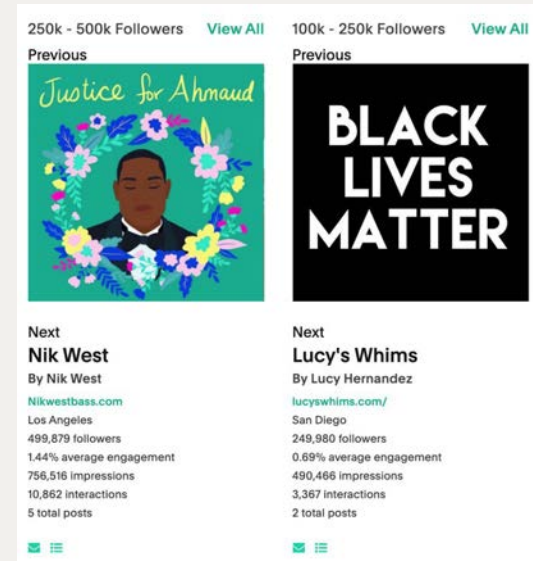 250k - 500k Followers View All
Previous
Justice for Ahmaud
Next
Nik West
By Nik West
Nikwestbass.com
Los Angeles
499,879 followers
1.44% average engagement
756,516 impressions
10,862 interactions
5 total posts
100k - 250k Followers View All
Previous
BLACK
LIVES
MATTER
Next
Lucy's Whims
By Lucy Hernandez
lucyswhims.com/
San Diego
249,980 followers
0.69% average engagement
490,466 impressions
3,367 interactions
2 total posts